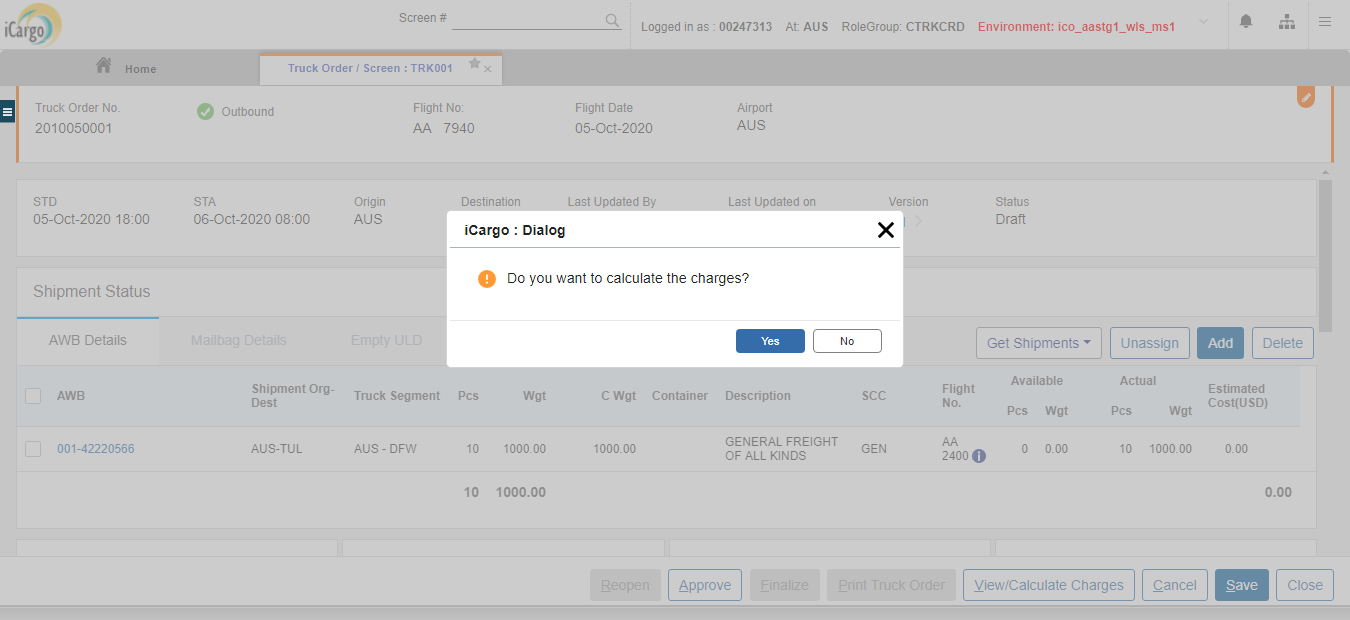 iCargo
Screen #
Logged in as : 00247313 At: AUS RoleGroup: CTRKCRD Environment: ico_aastg1_wls_ms1
Home
Truck Order / Screen : TRK001
Truck Order No.
2010050001
Outbound
Flight No:
AA 7940
Flight Date
05-Oct-2020
Airport
AUS
STD
05-Oct-2020 18:00
STA
06-Oct-2020 08:00
Origin
AUS
Destination
Last Updated By
Last Updated on
Version
Status
Draft
iCargo : Dialog
Do you want to calculate the charges?
Yes No
Shipment Status
AWB Details Mailbag Details Empty ULD
Get Shipments Unassign Add Delete
AWB
Shipment Org-
Dest
Truck Segment Pcs Wgt C Wgt Container Description SCC
Flight
No.
Available
Pcs Wgt
Actual
Pcs Wgt
Estimated
Cost(USD)
001-42220566 AUS-TUL AUS - DFW 10 1000.00 1000.00
GENERAL FREIGHT
OF ALL KINDS
GEN
AA
2400
0 0.00 10 1000.00 0.00
10 1000.00 0.00
Reopen Approve Finalize Print Truck Order View/Calculate Charges Cancel Save Close